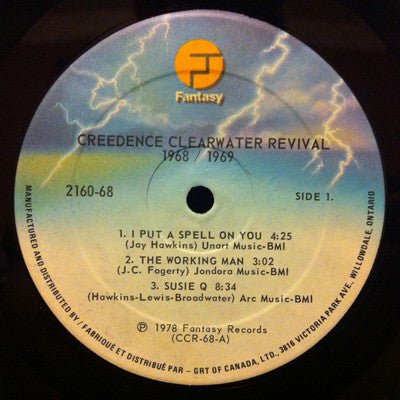 Fantasy
CREEDENCE CLEARWATER REVIVAL
1968 / 1969
2160-68
SIDE 1.
1. I PUT A SPELL ON YOU 4:25
(Jay Hawkins) Unart Music-BMI
2. THE WORKING MAN 3:02
(J.C. Fogerty) Jondora Music-BMI
3. SUSIE Q 8:34
(Hawkins-Lewis-Broadwater) Arc Music-BMI
℗ 1978 Fantasy Records
(CCR-68-A)
MANUFACTURED AND DISTRIBUTED BY / FABRIQUÉ ET DISTRIBUÉ PAR - GRT OF CANADA, LTD., 3816 VICTORIA PARK AVE., WILLOWDALE, ONTARIO